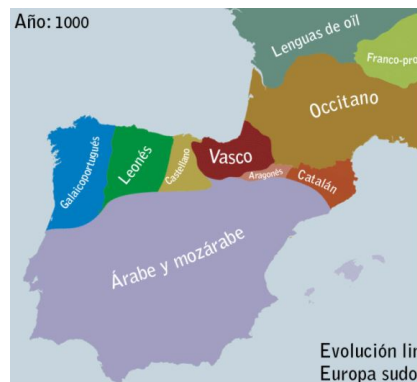 Año: 1000
Lenguas de oïl
Franco-pro
Occitano
Galaicoportugués
Leonés
Castellano
Vasco
Aragonés
Catalán
Árabe y mozárabe
Evolución lin
Europa sudo